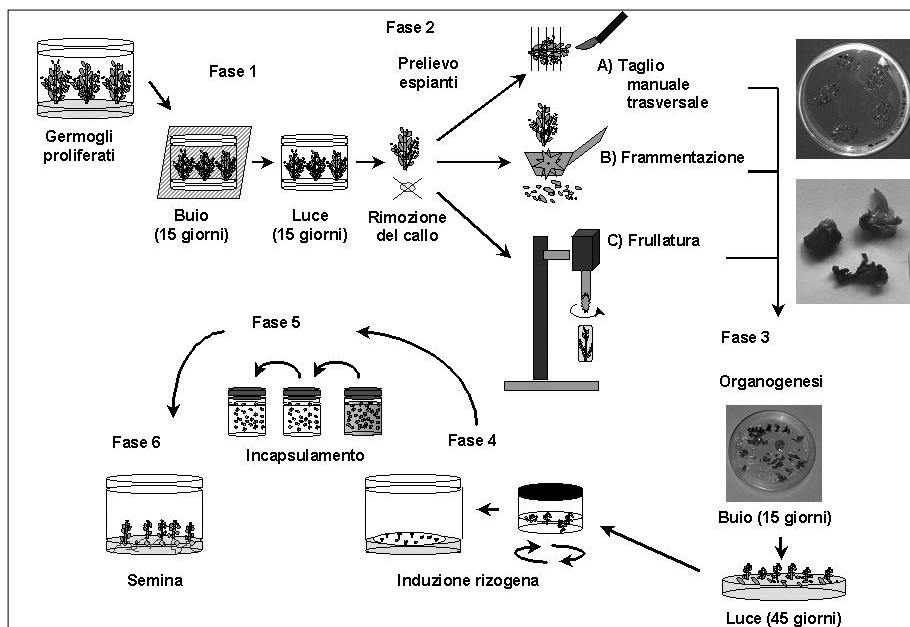 Germogli
proliferati
Fase 1
Buio
(15 giorni)
Luce
(15 giorni)
Fase 2
Prelievo
espianti
Rimozione
del callo
A) Taglio
manuale
trasversale
B) Frammentazione
C) Frullatura
Fase 3
Organogenesi
Buio (15 giorni)
Luce (45 giorni)
Fase 4
Induzione rizogena
Fase 5
Incapsulamento
Fase 6
Semina